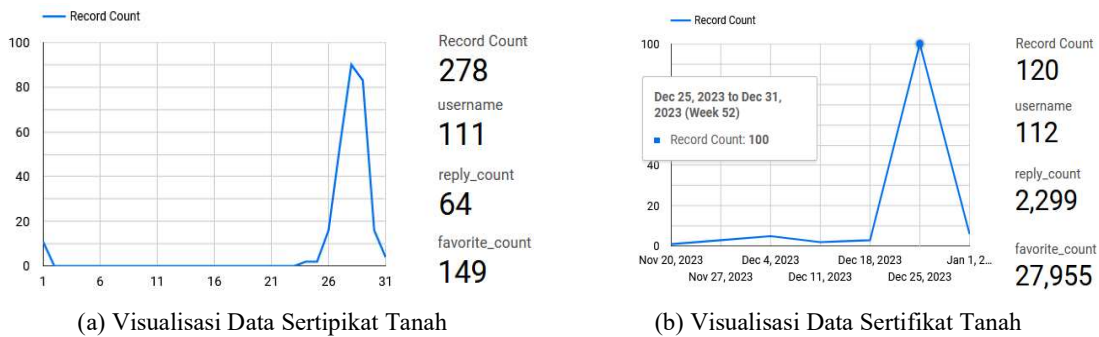 Record Count
100
80
60
40
20
0
1
6
11
16
21
26
31
Record Count
278
username
111
reply_count
64
favorite_count
149
(a) Visualisasi Data Sertipikat Tanah
Record Count
100
Dec 25, 2023 to Dec 31,
2023 (Week 52)
Record Count: 100
40
20
0
Nov 20, 2023
Nov 27, 2023
Dec 4, 2023
Dec 11, 2023
Dec 18, 2023
Dec 25, 2023
Jan 1, 2...
Record Count
120
username
112
reply_count
2,299
favorite_count
27,955
(b) Visualisasi Data Sertifikat Tanah